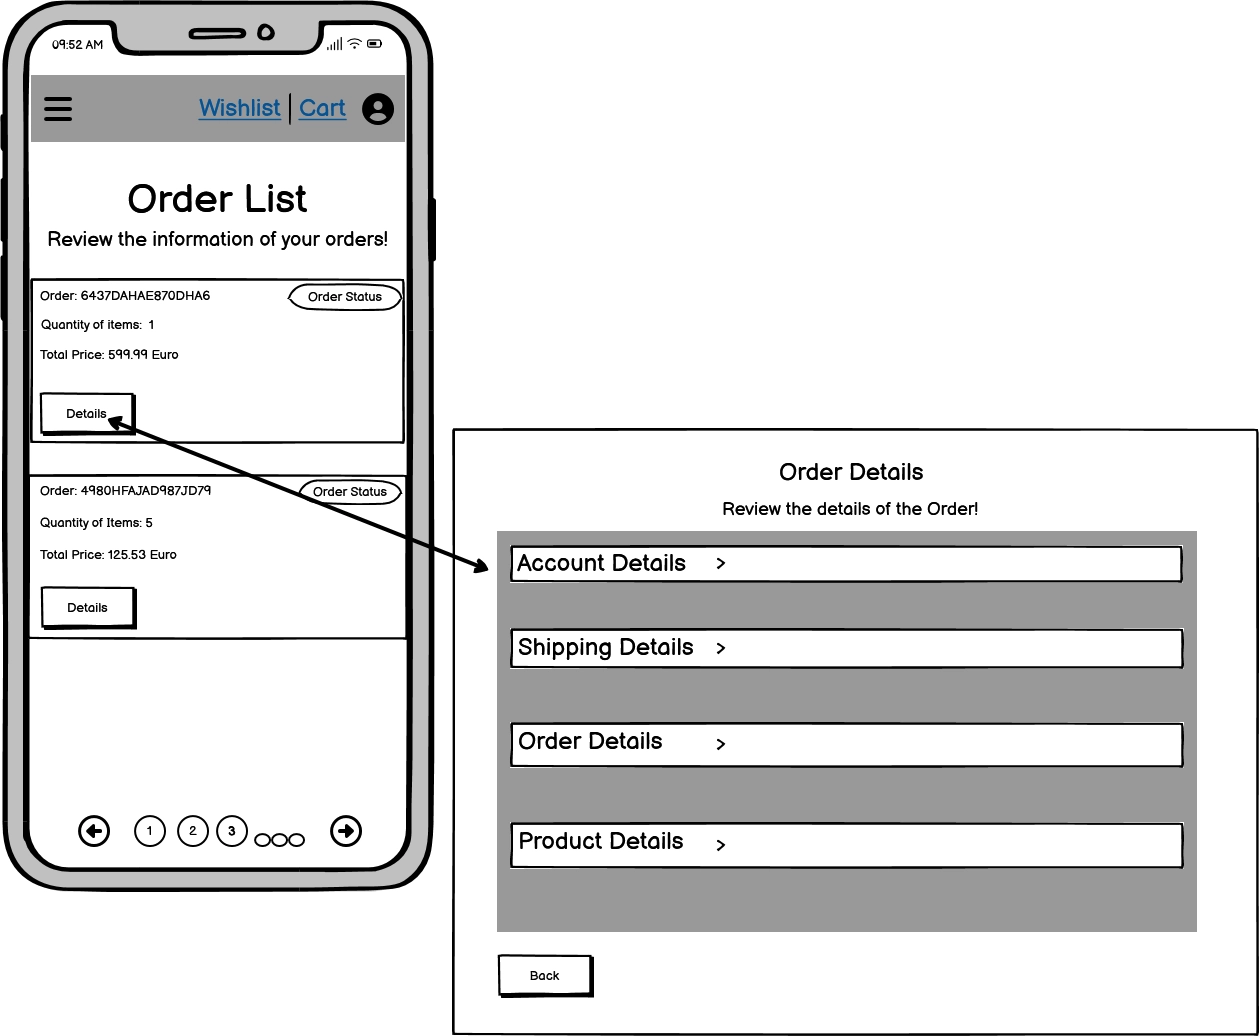 09:52 AM
Wishlist | Cart
Order List
Review the information of your orders!
Order: 6437DAHAE870DHA6
Order Status
Quantity of items: 1
Total Price: 599.99 Euro
Details
Order: 4980HFAJAD987JD79
Order Status
Quantity of Items: 5
Total Price: 125.53 Euro
Details
1 2 3
Order Details
Review the details of the Order!
Account Details >
Shipping Details >
Order Details >
Product Details >
Back